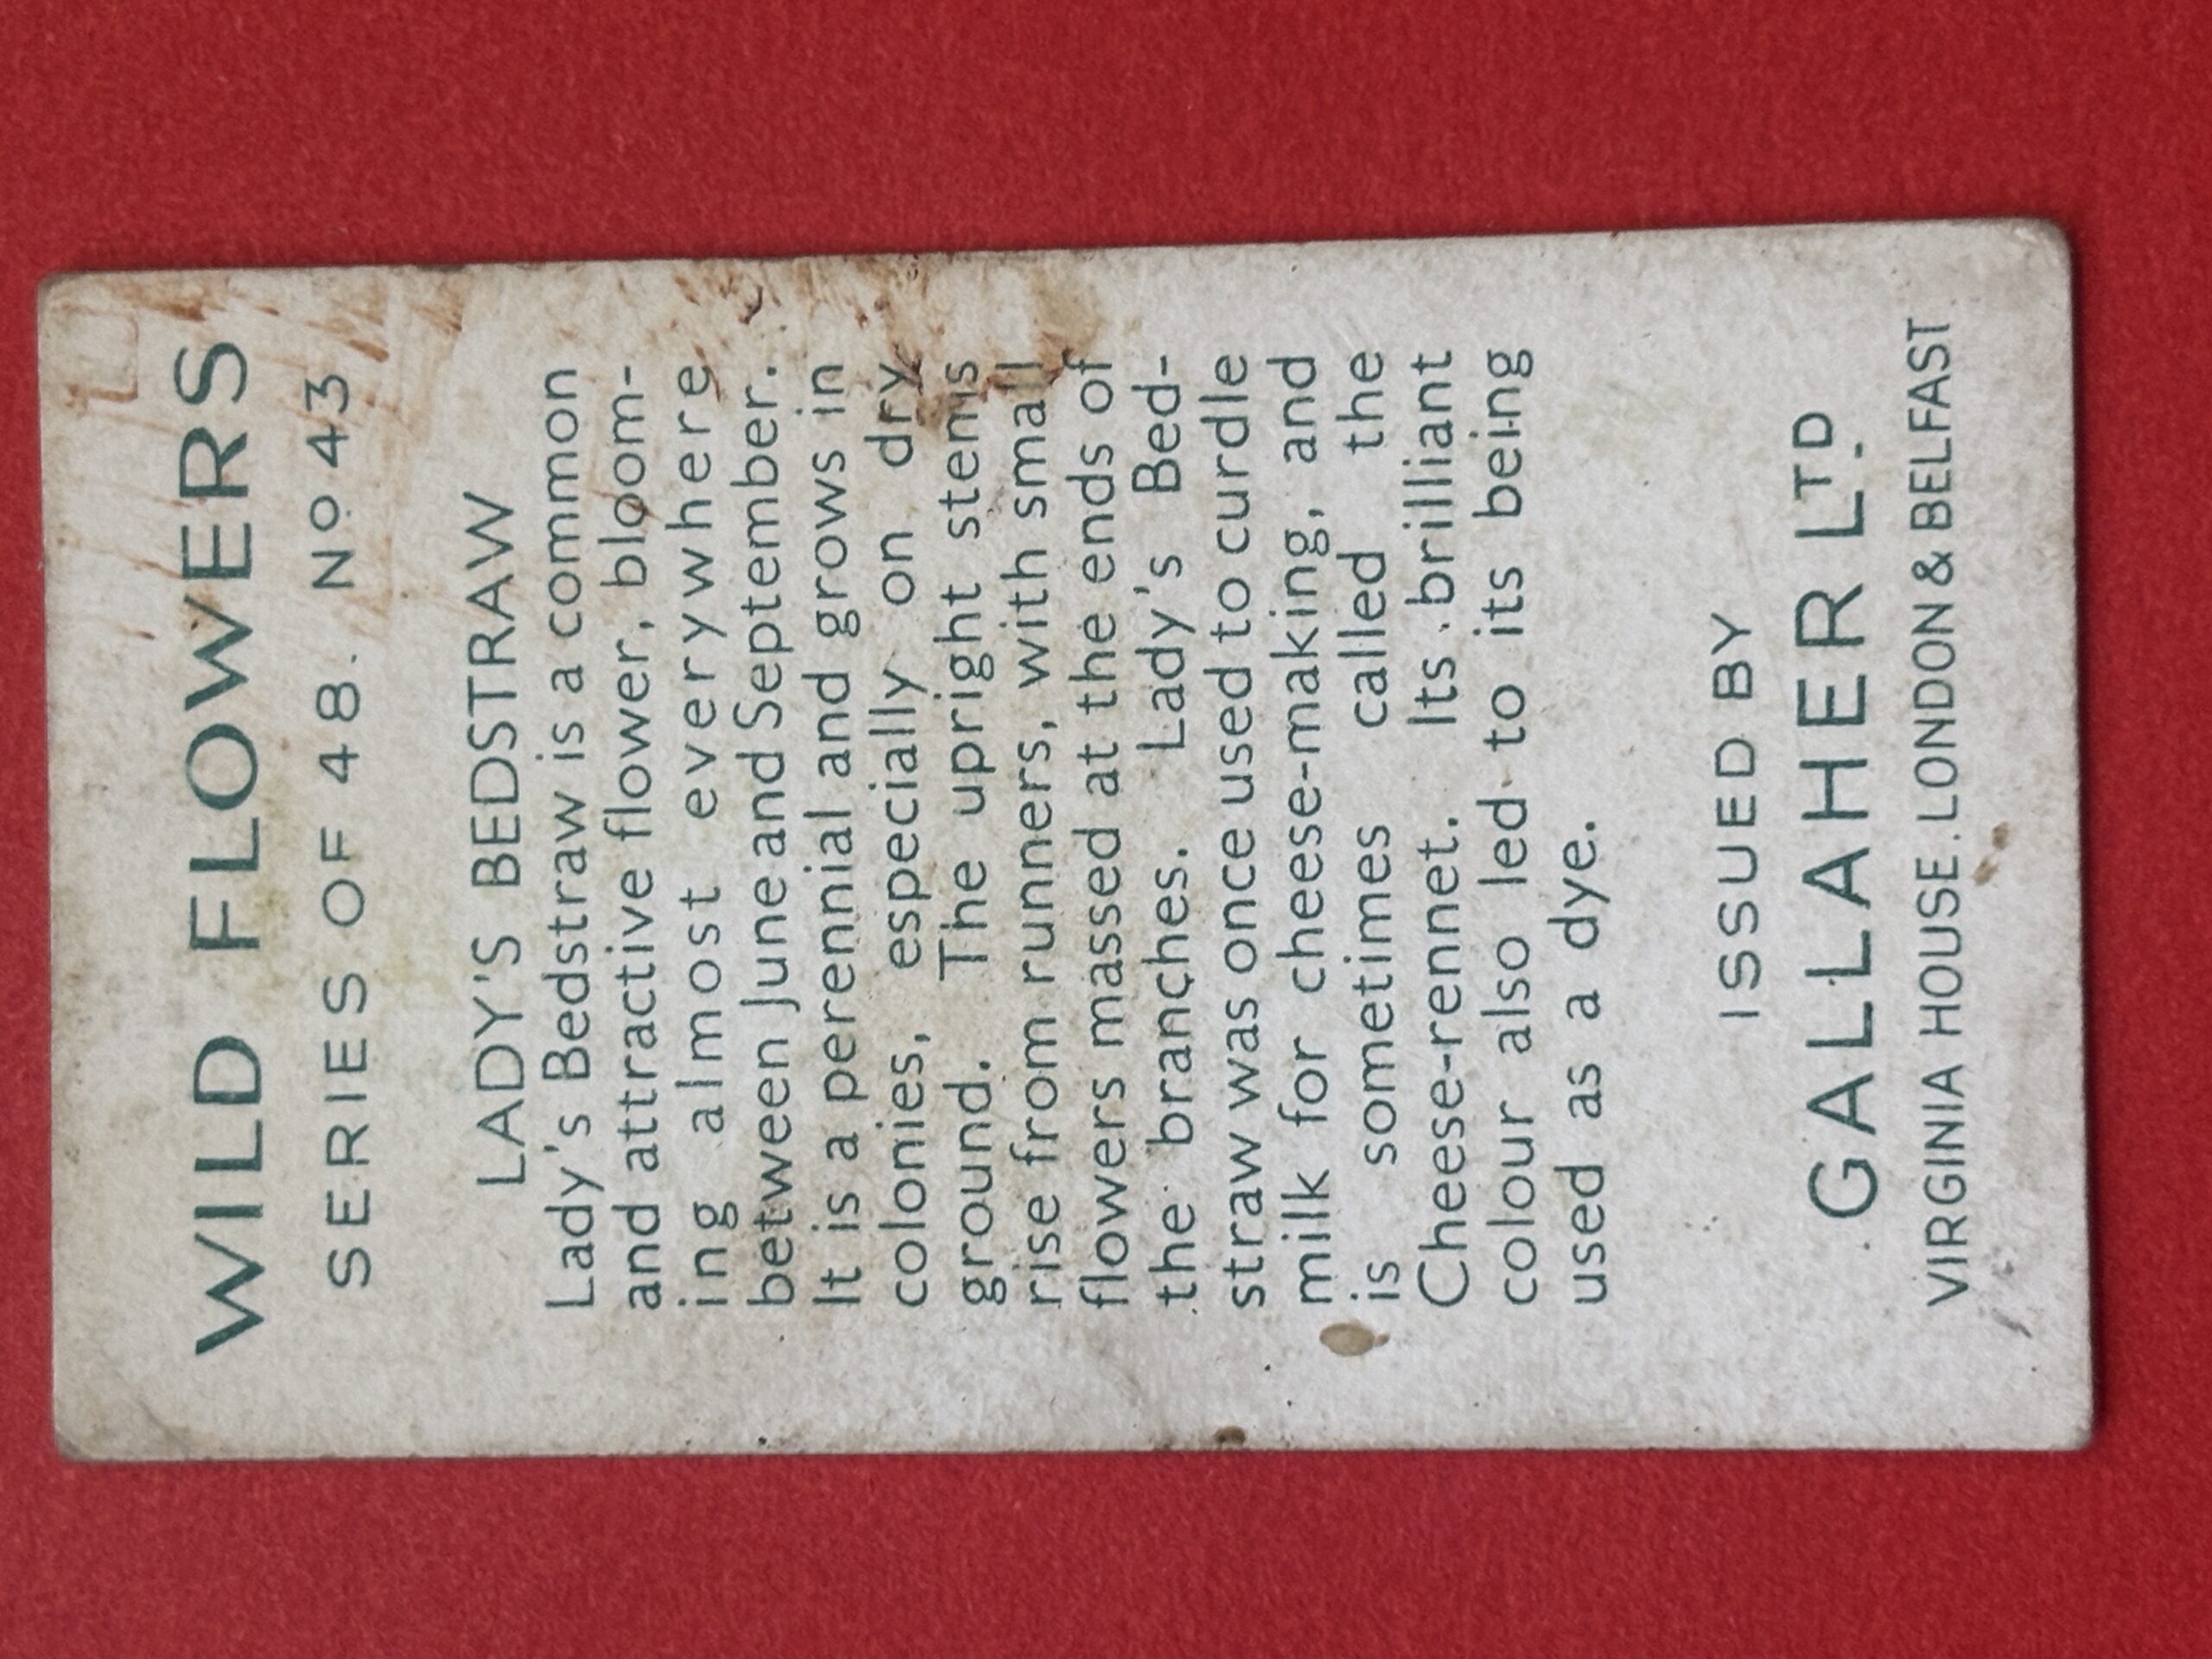 WILD FLOWERS
SERIES OF 48. No 43
LADY'S BEDSTRAW
Lady's Bedstraw is a common
and attractive flower, bloom-
ing almost everywhere
between June and September.
It is a perennial and grows in
colonies, especially on dry
ground. The upright stems
rise from runners, with small
flowers massed at the ends of
the branches. Lady's Bed-
straw was once used to curdle
milk for cheese-making, and
is sometimes called the
Cheese-rennet. Its brilliant
colour also led to its being
used as a dye.
ISSUED BY
GALLAHER LTD.
VIRGINIA HOUSE. LONDON & BELFAST